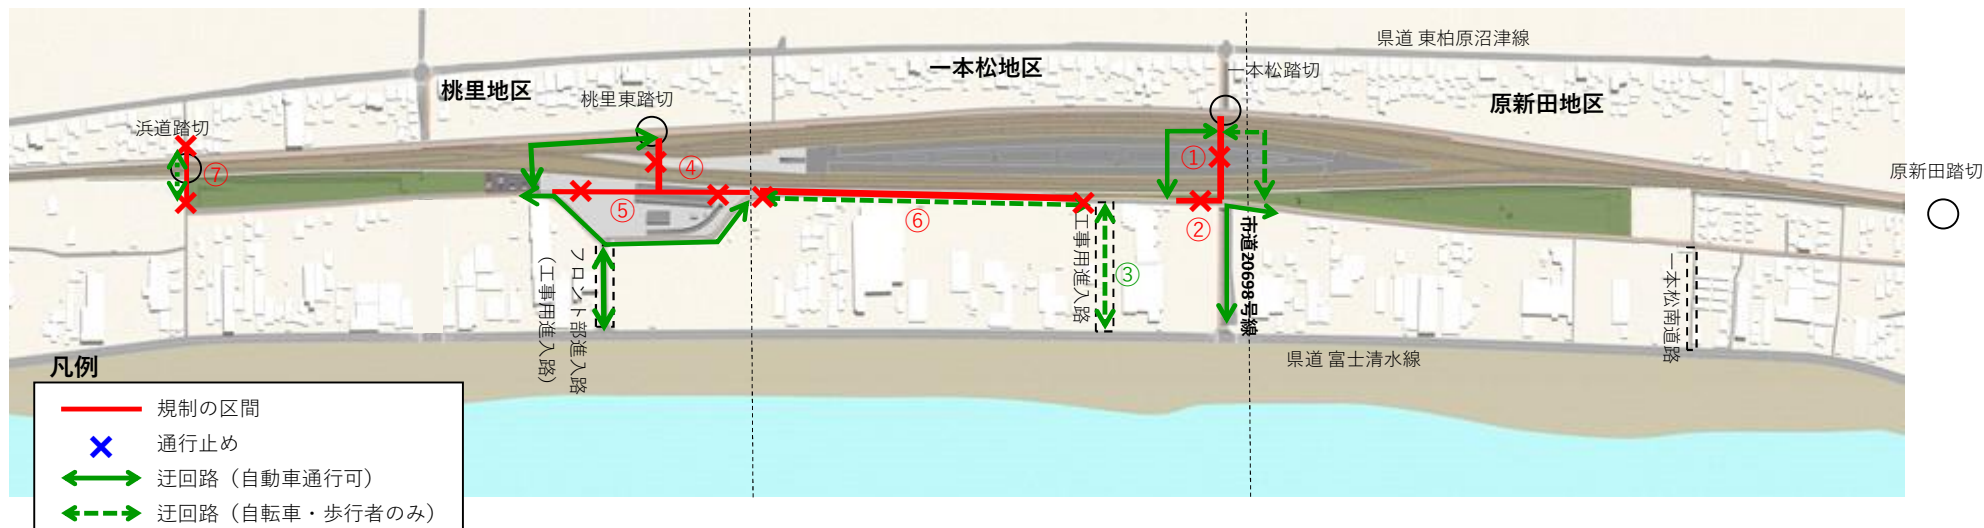 県道 東柏原沼津線
一本松地区
一本松踏切
桃里地区
桃里東踏切
原新田地区
浜道踏切
原新田踏切
①
④
⑦
②
⑤
⑥
③
市道20698号線
工事用進入路
フロント部進入路
(工事用進入路)
一本松南道路
県道 富士清水線
凡例
規制の区間
通行止め
迂回路（自動車通行可）
迂回路（自転車・歩行者のみ）